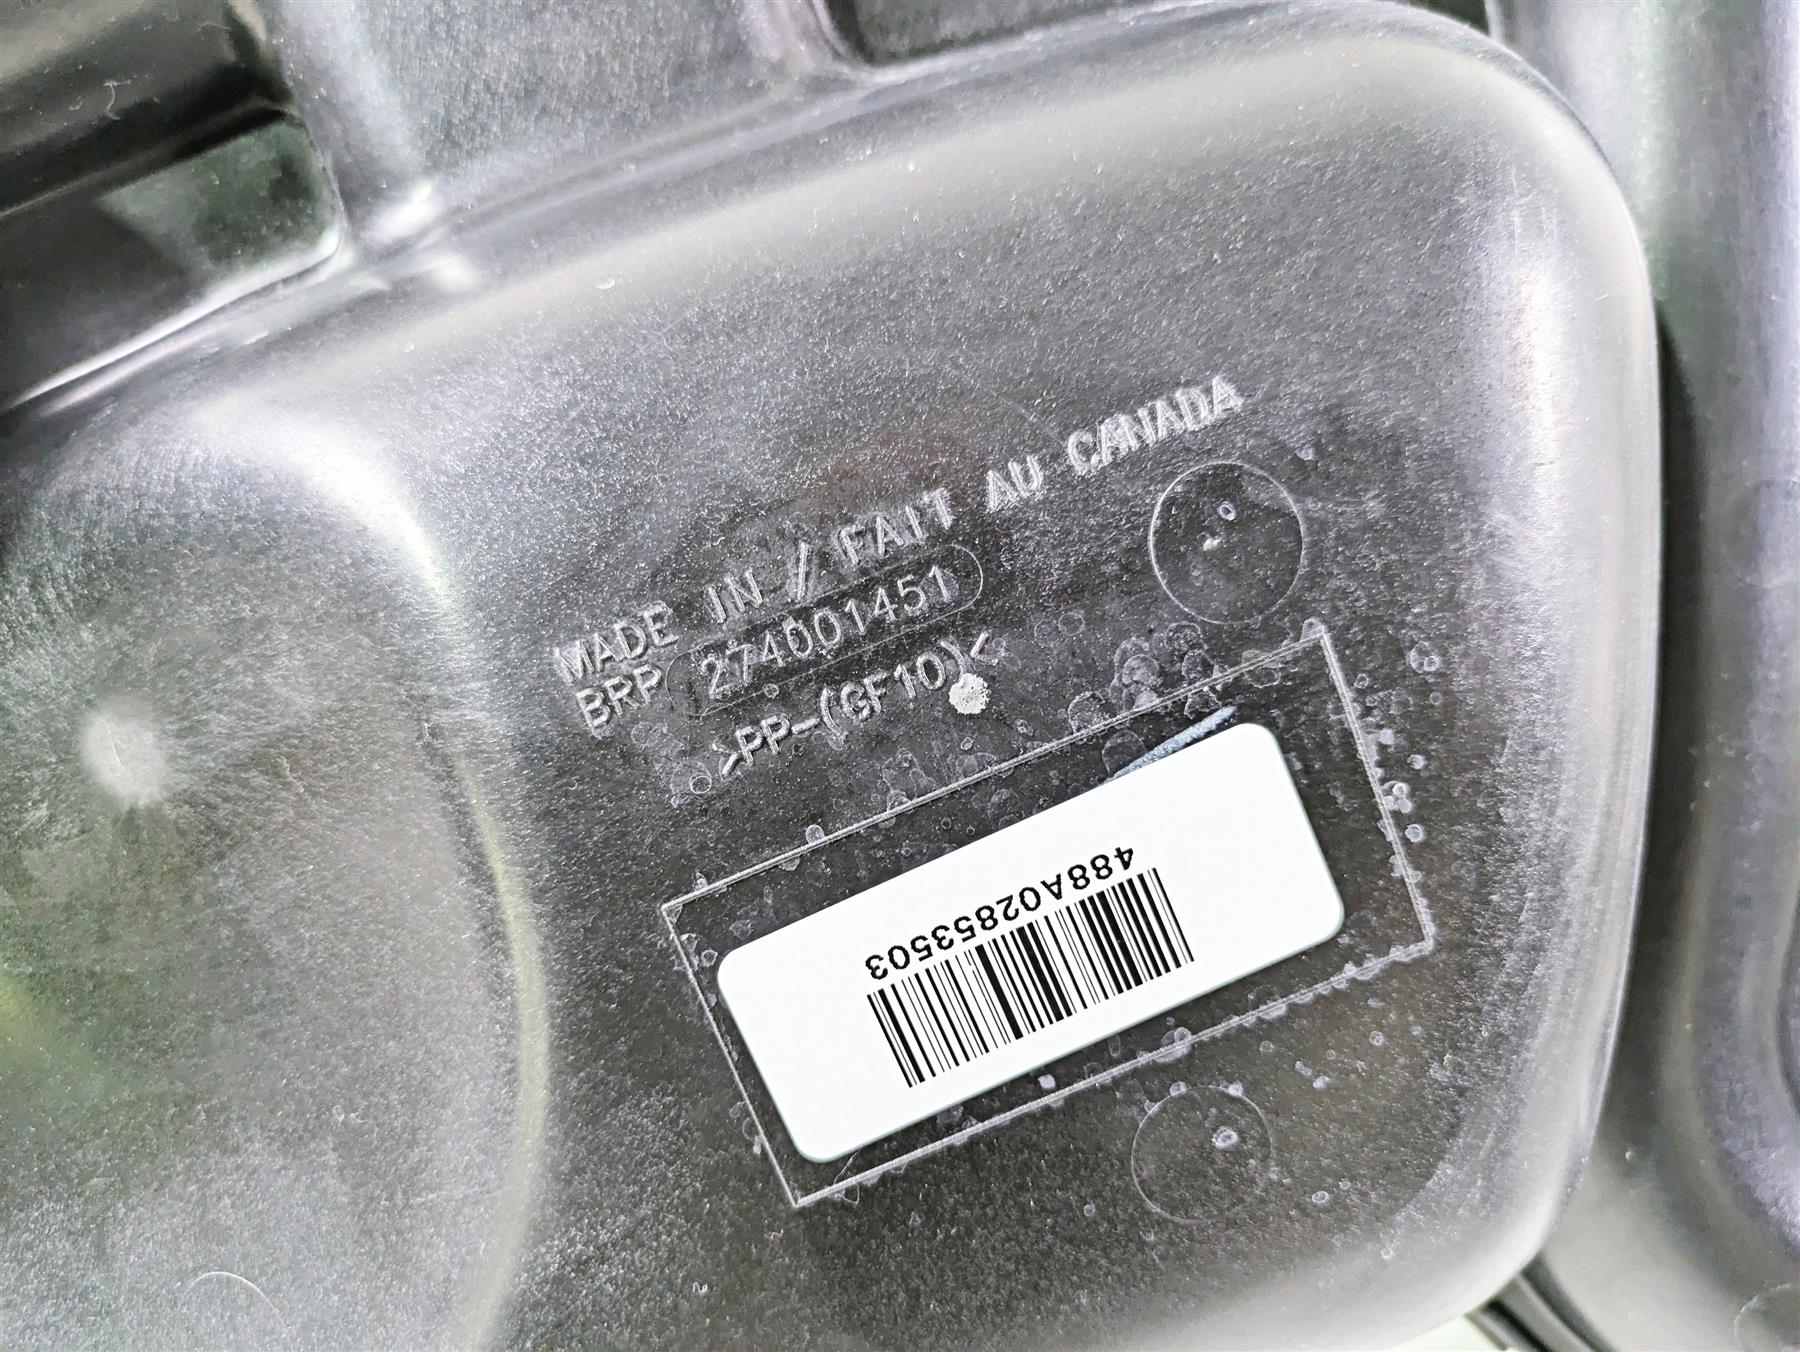 MADE IN / FAIT AU CANADA
BRP 274001451
>PP-(GF10)<
488A02853503